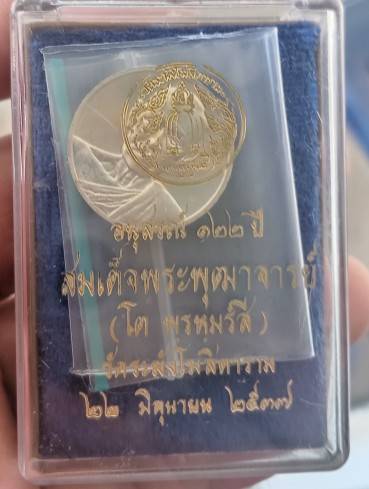 อนุสรณ์ ๑๒๒ ปี
สมเด็จพระพุฒาจารย์
(โต พรหมรํสี)
วัดระฆังโฆสิตาราม
๒๒ มิถุนายน ๒๕๓๗